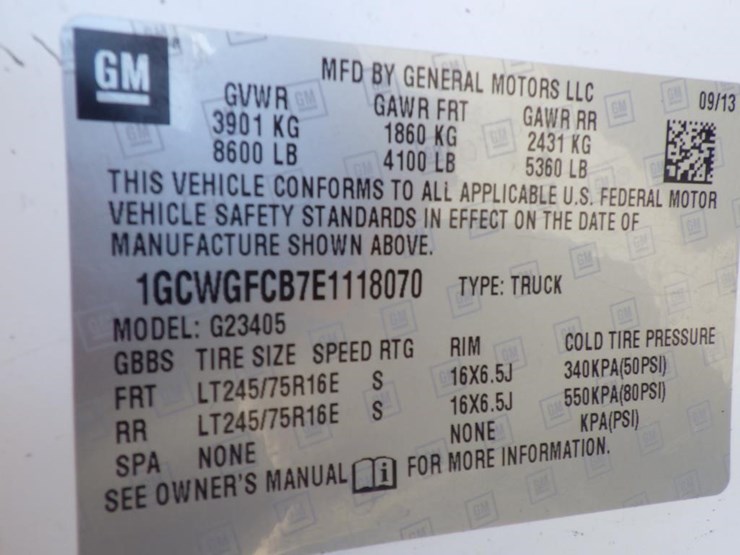 GM
MFD BY GENERAL MOTORS LLC 09/13
GVWR GAWR FRT GAWR RR
3901 KG 1860 KG 2431 KG
8600 LB 4100 LB 5360 LB
THIS VEHICLE CONFORMS TO ALL APPLICABLE U.S. FEDERAL MOTOR
VEHICLE SAFETY STANDARDS IN EFFECT ON THE DATE OF
MANUFACTURE SHOWN ABOVE.
1GCWGFCB7E1118070 TYPE: TRUCK
MODEL: G23405
GBBS TIRE SIZE SPEED RTG RIM COLD TIRE PRESSURE
FRT LT245/75R16E S 16X6.5J 340KPA(50PSI)
RR LT245/75R16E S 16X6.5J 550KPA(80PSI)
SPA NONE NONE KPA(PSI)
SEE OWNER'S MANUAL i FOR MORE INFORMATION.